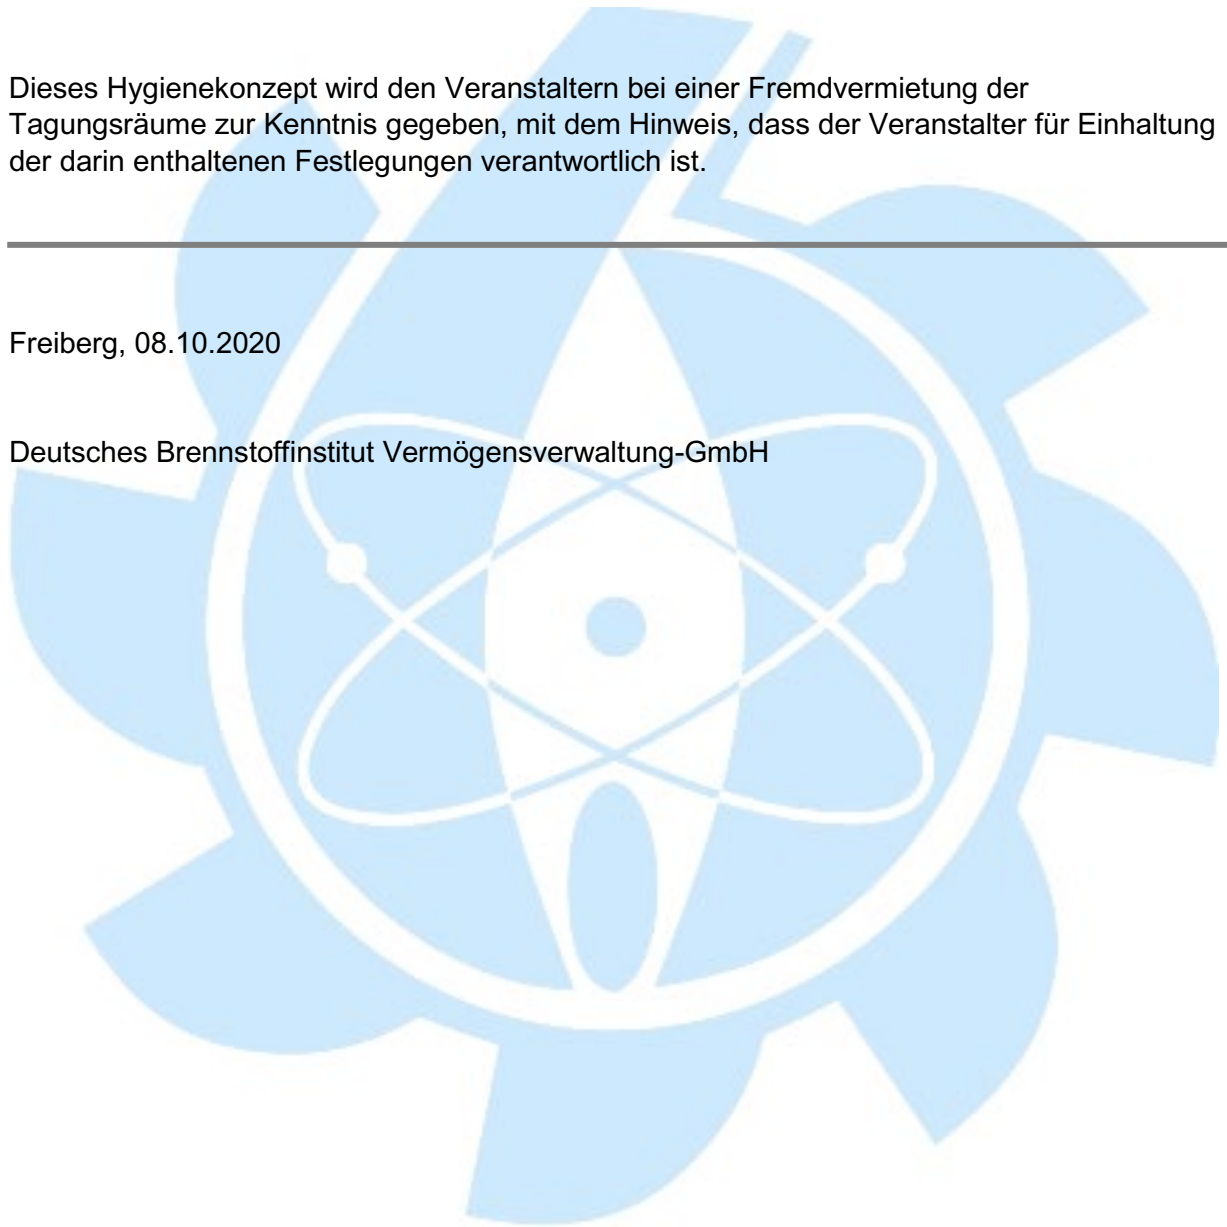 Dieses Hygienekonzept wird den Veranstaltern bei einer Fremdvermietung der
Tagungsräume zur Kenntnis gegeben, mit dem Hinweis, dass der Veranstalter für Einhaltung
der darin enthaltenen Festlegungen verantwortlich ist.
Freiberg, 08.10.2020
Deutsches Brennstoffinstitut Vermögensverwaltung-GmbH